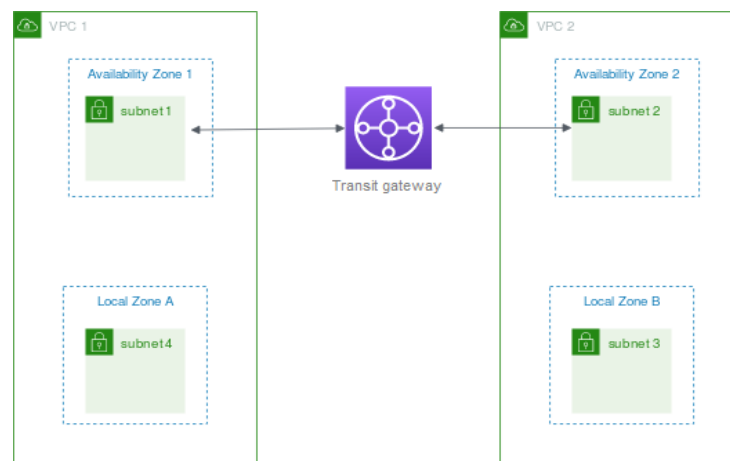 VPC 1
VPC 2
Availability Zone 1
Availability Zone 2
subnet1
subnet 2
Transit gateway
Local Zone A
Local Zone B
subnet4
subnet 3